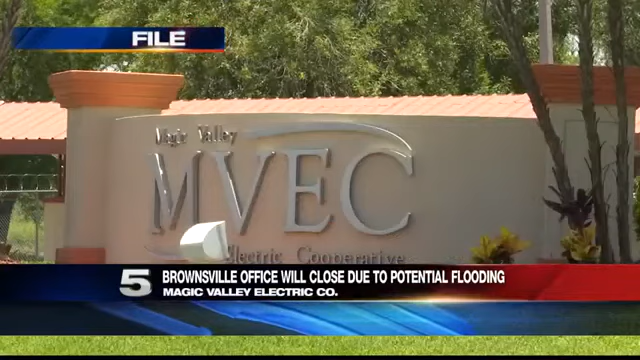 FILE
Magic Valley
MVEC
Electric Cooperative
5
BROWNSVILLE OFFICE WILL CLOSE DUE TO POTENTIAL FLOODING
MAGIC VALLEY ELECTRIC CO.